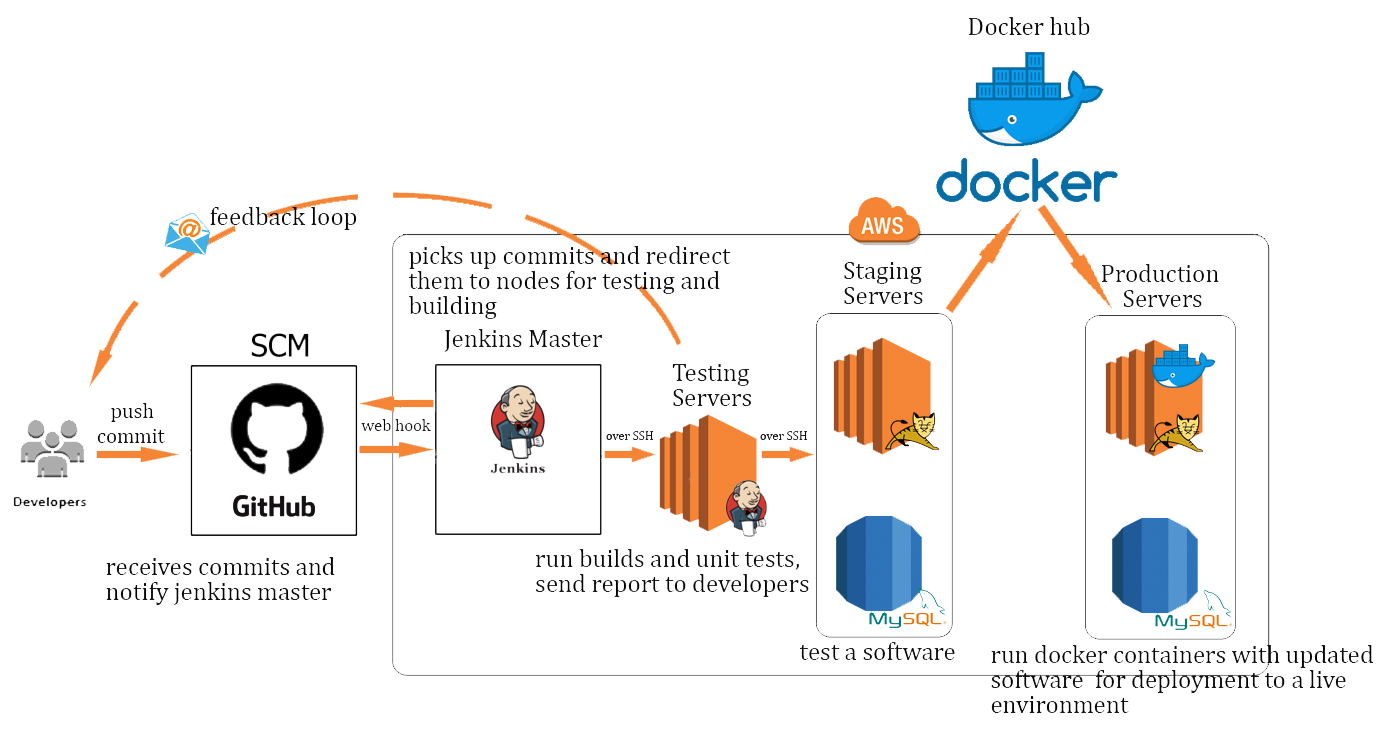 Docker hub
docker
feedback loop
AWS
picks up commits and redirect
them to nodes for testing and
building
Staging
Servers
Production
Servers
SCM
Jenkins Master
Testing
Servers
push
commit
web hook
over SSH
over SSH
Jenkins
Developers
GitHub
receives commits and
notify jenkins master
run builds and unit tests,
send report to developers
MySQL
MySQL
test a software
run docker containers with updated
software for deployment to a live
environment